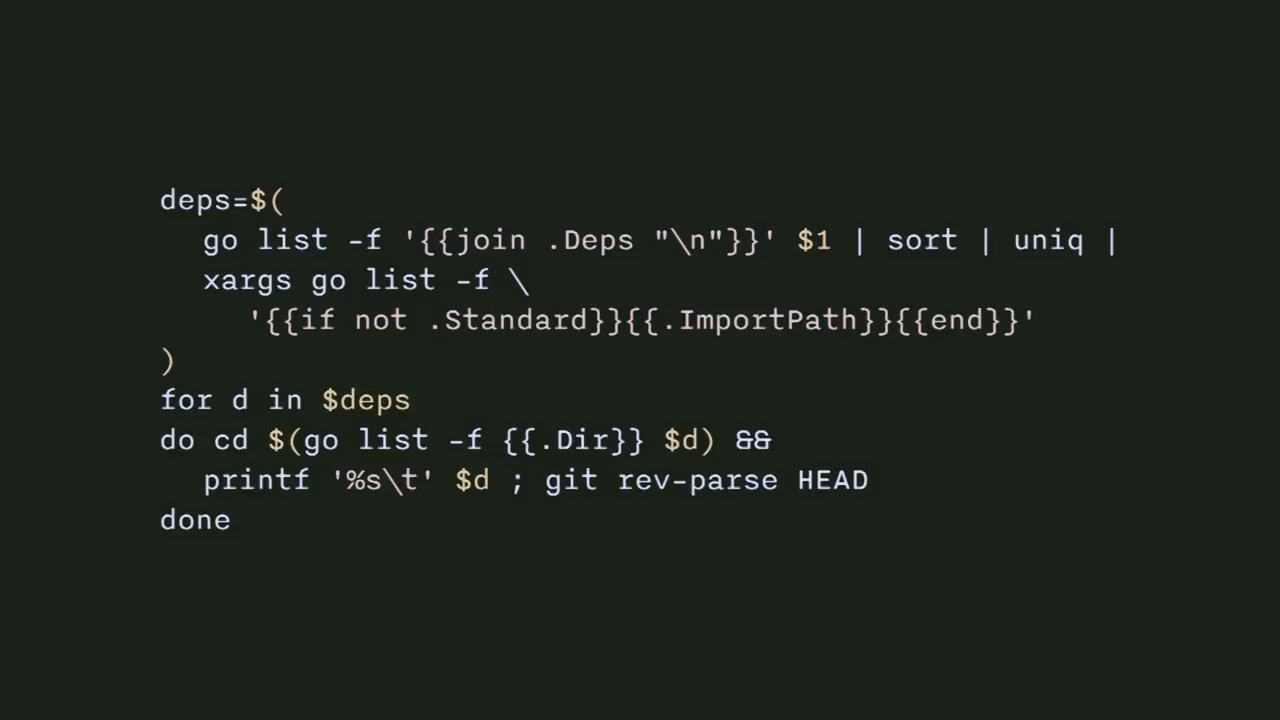 deps=$(
go list -f '{{join .Deps "\n"}}' $1 | sort | uniq |
xargs go list -f \
'{{if not .Standard}}{{.ImportPath}}{{end}}'
)
for d in $deps
do cd $(go list -f {{.Dir}} $d) &&
printf '%s\t' $d ; git rev-parse HEAD
done